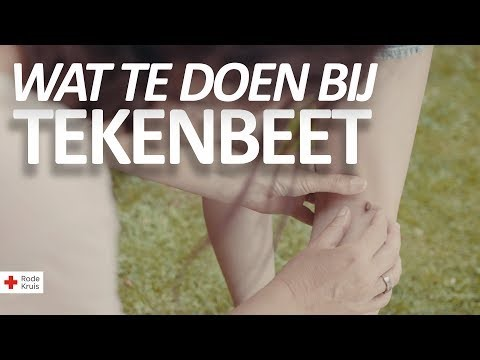 WAT TE DOEN BIJ
TEKENBEET
Rode
Kruis